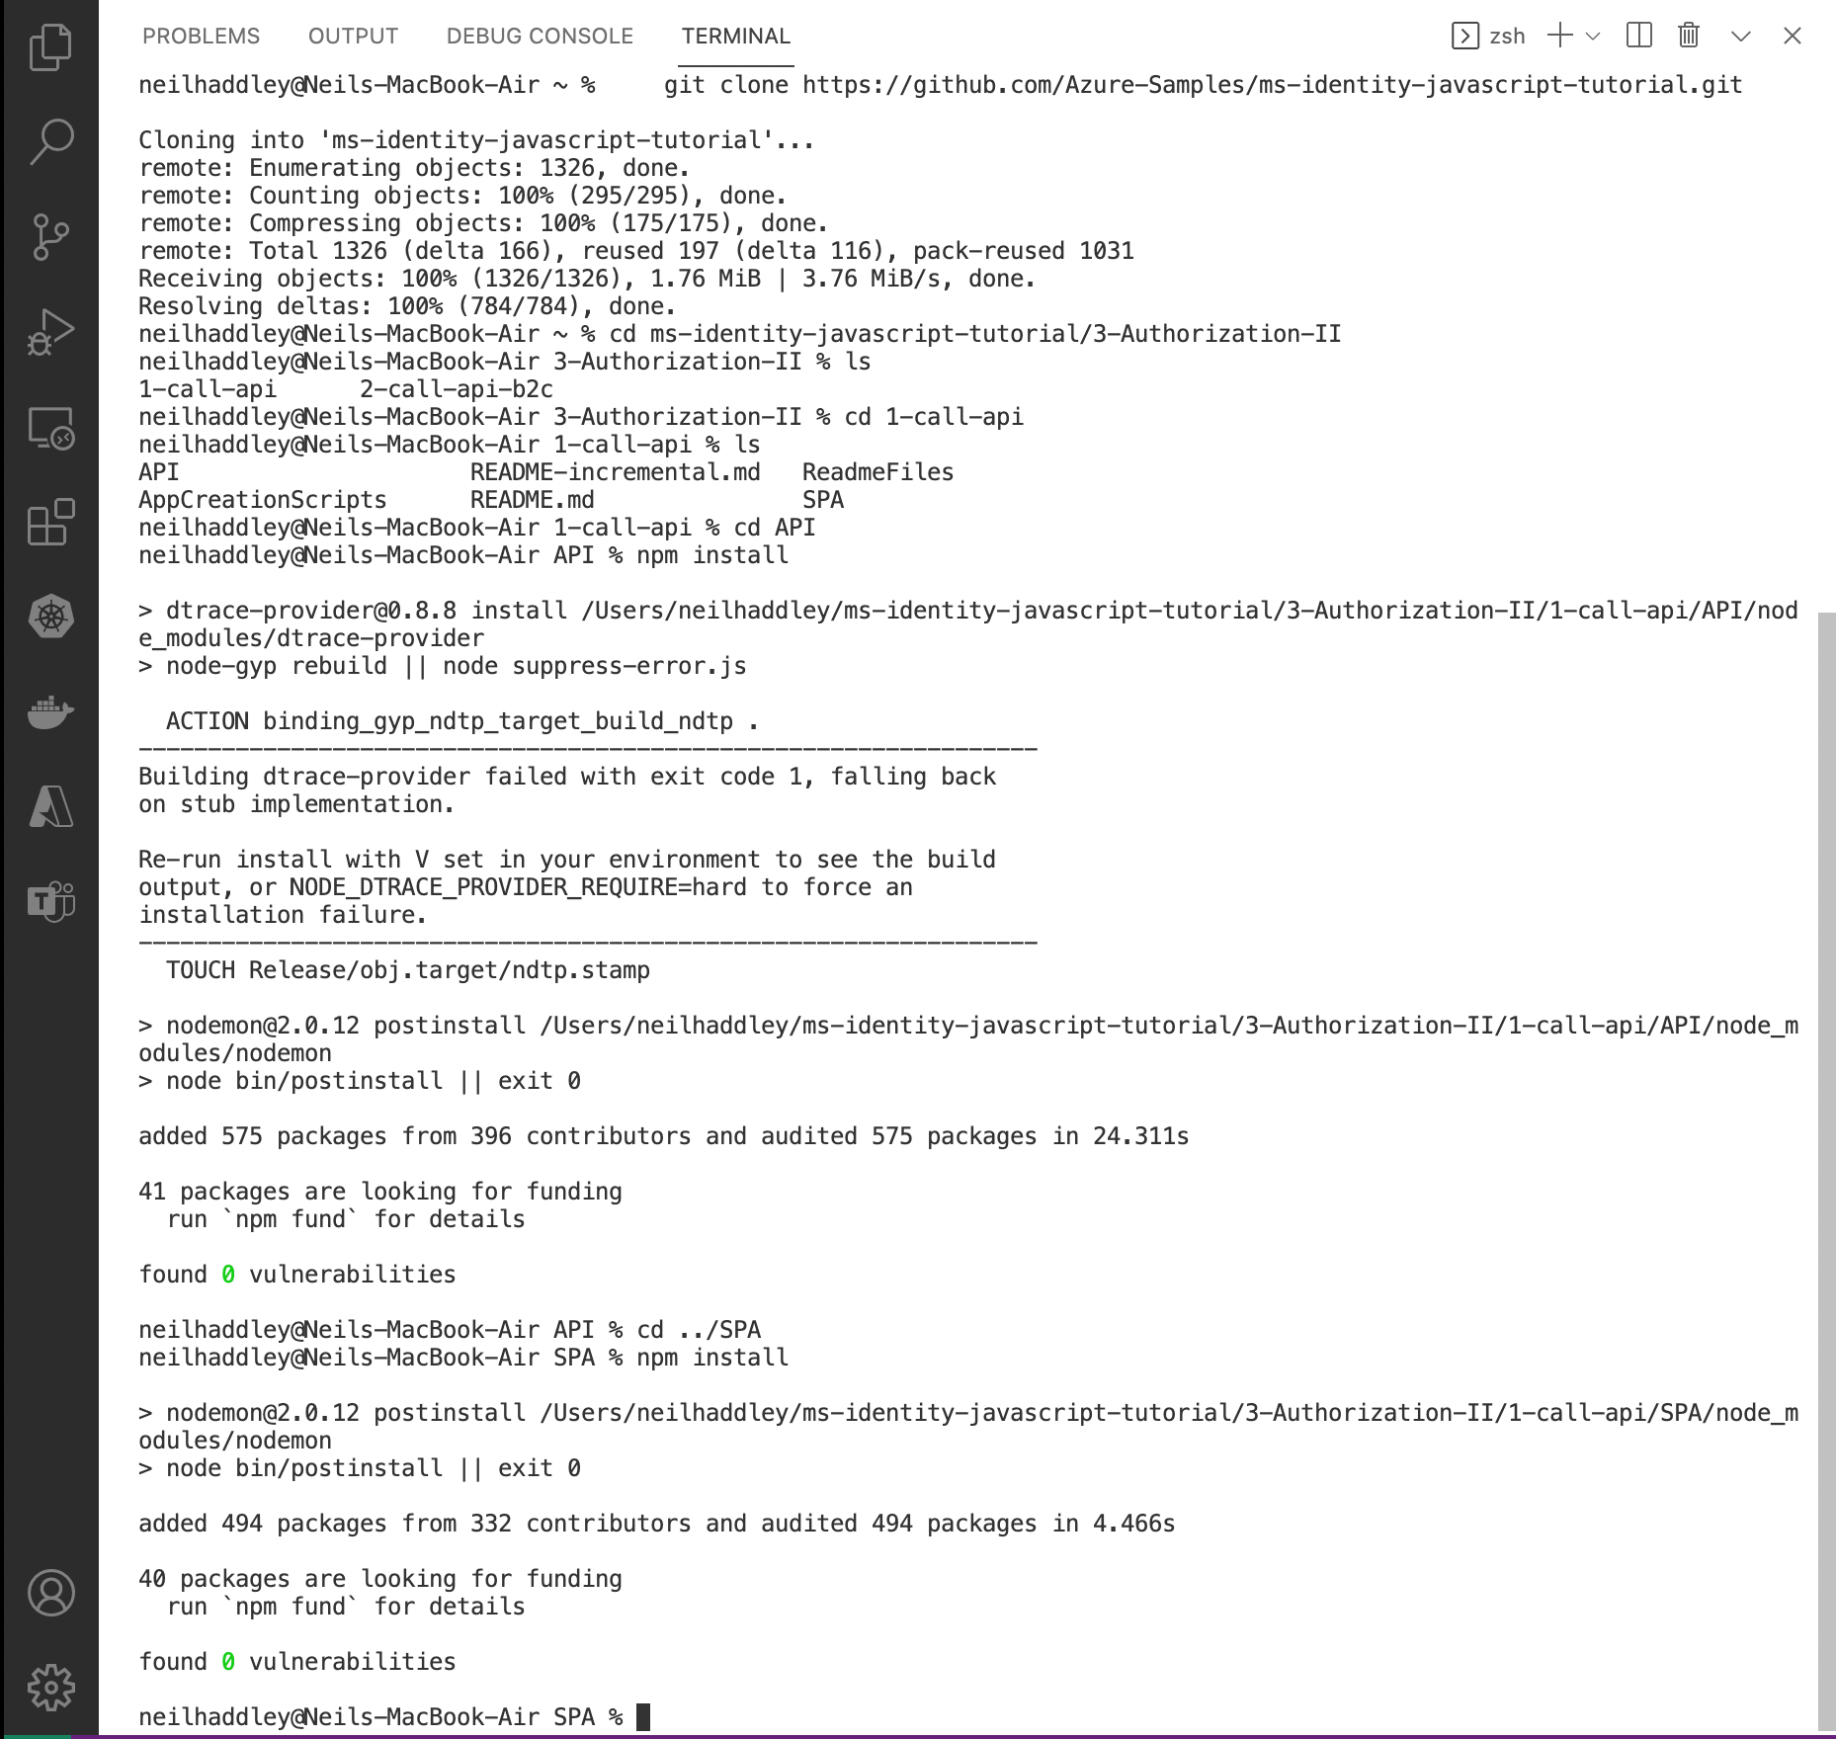 PROBLEMS OUTPUT DEBUG CONSOLE TERMINAL zsh
neilhaddley@Neils-MacBook-Air ~ %     git clone https://github.com/Azure-Samples/ms-identity-javascript-tutorial.git
Cloning into 'ms-identity-javascript-tutorial'...
remote: Enumerating objects: 1326, done.
remote: Counting objects: 100% (295/295), done.
remote: Compressing objects: 100% (175/175), done.
remote: Total 1326 (delta 166), reused 197 (delta 116), pack-reused 1031
Receiving objects: 100% (1326/1326), 1.76 MiB | 3.76 MiB/s, done.
Resolving deltas: 100% (784/784), done.
neilhaddley@Neils-MacBook-Air ~ % cd ms-identity-javascript-tutorial/3-Authorization-II
neilhaddley@Neils-MacBook-Air 3-Authorization-II % ls
1-call-api      2-call-api-b2c
neilhaddley@Neils-MacBook-Air 3-Authorization-II % cd 1-call-api
neilhaddley@Neils-MacBook-Air 1-call-api % ls
API                     README-incremental.md   ReadmeFiles
AppCreationScripts      README.md               SPA
neilhaddley@Neils-MacBook-Air 1-call-api % cd API
neilhaddley@Neils-MacBook-Air API % npm install
> dtrace-provider@0.8.8 install /Users/neilhaddley/ms-identity-javascript-tutorial/3-Authorization-II/1-call-api/API/nod
e_modules/dtrace-provider
> node-gyp rebuild || node suppress-error.js
  ACTION binding_gyp_ndtp_target_build_ndtp .
-----------------------------------------------------------------
Building dtrace-provider failed with exit code 1, falling back
on stub implementation.
Re-run install with V set in your environment to see the build
output, or NODE_DTRACE_PROVIDER_REQUIRE=hard to force an
installation failure.
-----------------------------------------------------------------
  TOUCH Release/obj.target/ndtp.stamp
> nodemon@2.0.12 postinstall /Users/neilhaddley/ms-identity-javascript-tutorial/3-Authorization-II/1-call-api/API/node_m
odules/nodemon
> node bin/postinstall || exit 0
added 575 packages from 396 contributors and audited 575 packages in 24.311s
41 packages are looking for funding
  run `npm fund` for details
found 0 vulnerabilities
neilhaddley@Neils-MacBook-Air API % cd ../SPA
neilhaddley@Neils-MacBook-Air SPA % npm install
> nodemon@2.0.12 postinstall /Users/neilhaddley/ms-identity-javascript-tutorial/3-Authorization-II/1-call-api/SPA/node_m
odules/nodemon
> node bin/postinstall || exit 0
added 494 packages from 332 contributors and audited 494 packages in 4.466s
40 packages are looking for funding
  run `npm fund` for details
found 0 vulnerabilities
neilhaddley@Neils-MacBook-Air SPA %